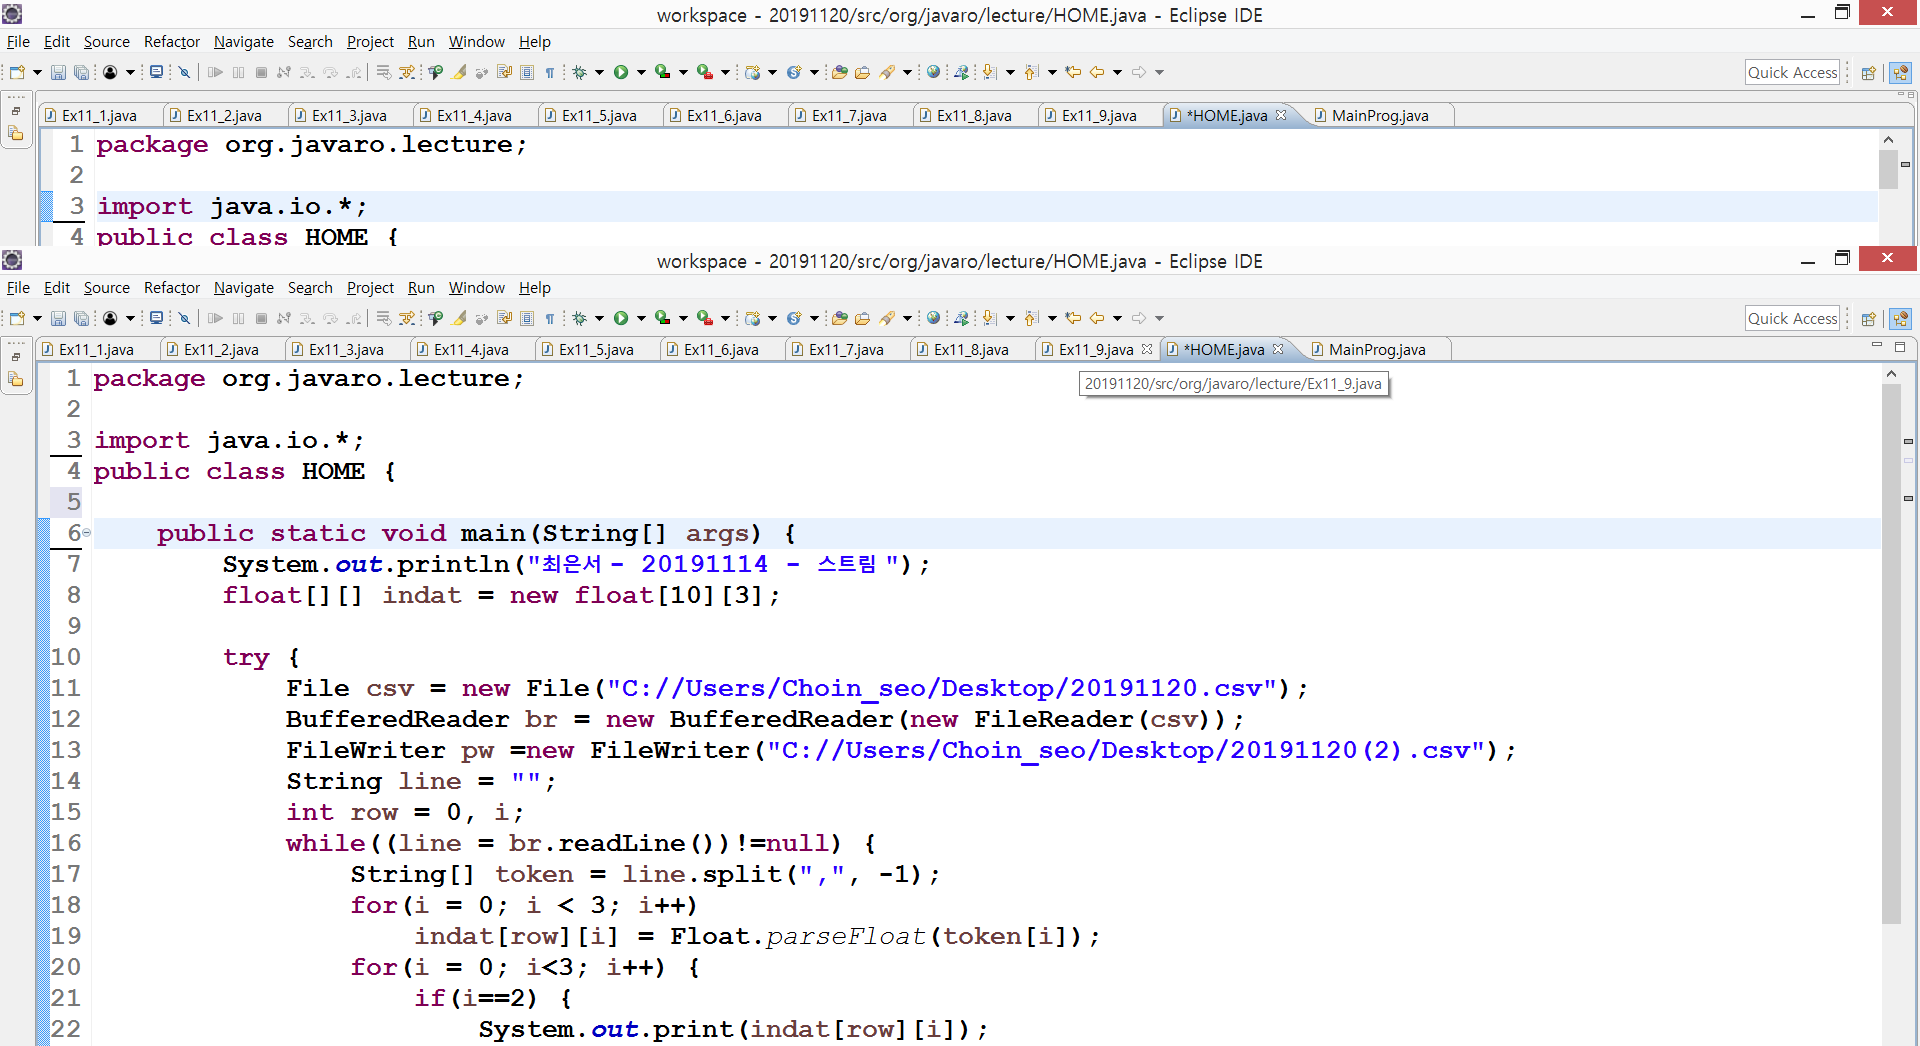 workspace - 20191120/src/org/javaro/lecture/HOME.java - Eclipse IDE
File Edit Source Refactor Navigate Search Project Run Window Help
Quick Access
Ex11_1.java Ex11_2.java Ex11_3.java Ex11_4.java Ex11_5.java Ex11_6.java Ex11_7.java Ex11_8.java Ex11_9.java *HOME.java MainProg.java
1 package org.javaro.lecture;
2
3 import java.io.*;
4 public class HOME {
workspace - 20191120/src/org/javaro/lecture/HOME.java - Eclipse IDE
File Edit Source Refactor Navigate Search Project Run Window Help
Quick Access
Ex11_1.java Ex11_2.java Ex11_3.java Ex11_4.java Ex11_5.java Ex11_6.java Ex11_7.java Ex11_8.java Ex11_9.java *HOME.java MainProg.java
20191120/src/org/javaro/lecture/Ex11_9.java
1 package org.javaro.lecture;
2
3 import java.io.*;
4 public class HOME {
5
6 public static void main(String[] args) {
7 System.out.println("최은서 - 20191114 - 스트림 ");
8 float[][] indat = new float[10][3];
9
10 try {
11 File csv = new File("C://Users/Choin_seo/Desktop/20191120.csv");
12 BufferedReader br = new BufferedReader(new FileReader(csv));
13 FileWriter pw =new FileWriter("C://Users/Choin_seo/Desktop/20191120(2).csv");
14 String line = "";
15 int row = 0, i;
16 while((line = br.readLine())!=null) {
17 String[] token = line.split(",", -1);
18 for(i = 0; i < 3; i++)
19 indat[row][i] = Float.parseFloat(token[i]);
20 for(i = 0; i<3; i++) {
21 if(i==2) {
22 System.out.print(indat[row][i]);